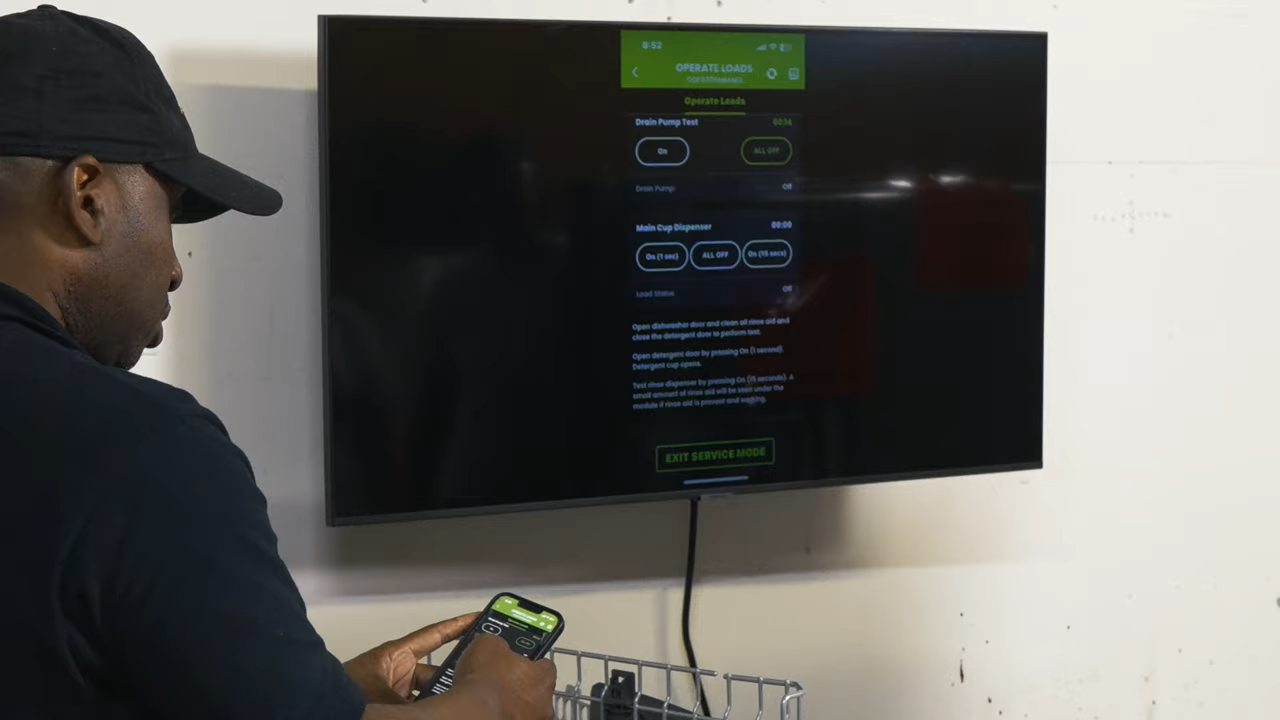 8:52
OPERATE LOADS
Operate Loads
Drain Pump Test 00:14
On ALL OFF
Drain Pump: Off
Main Cup Dispenser 00:00
On (1 sec) ALL OFF On (15 secs)
Load Status: Off
Open dishwasher door and clean all rinse aid and
close the detergent door to perform test.
Open detergent door by pressing On (1 second).
Detergent cup opens.
Test rinse dispenser by pressing On (15 seconds). A
small amount of rinse aid will be seen under the
module if rinse aid is present and working.
EXIT SERVICE MODE